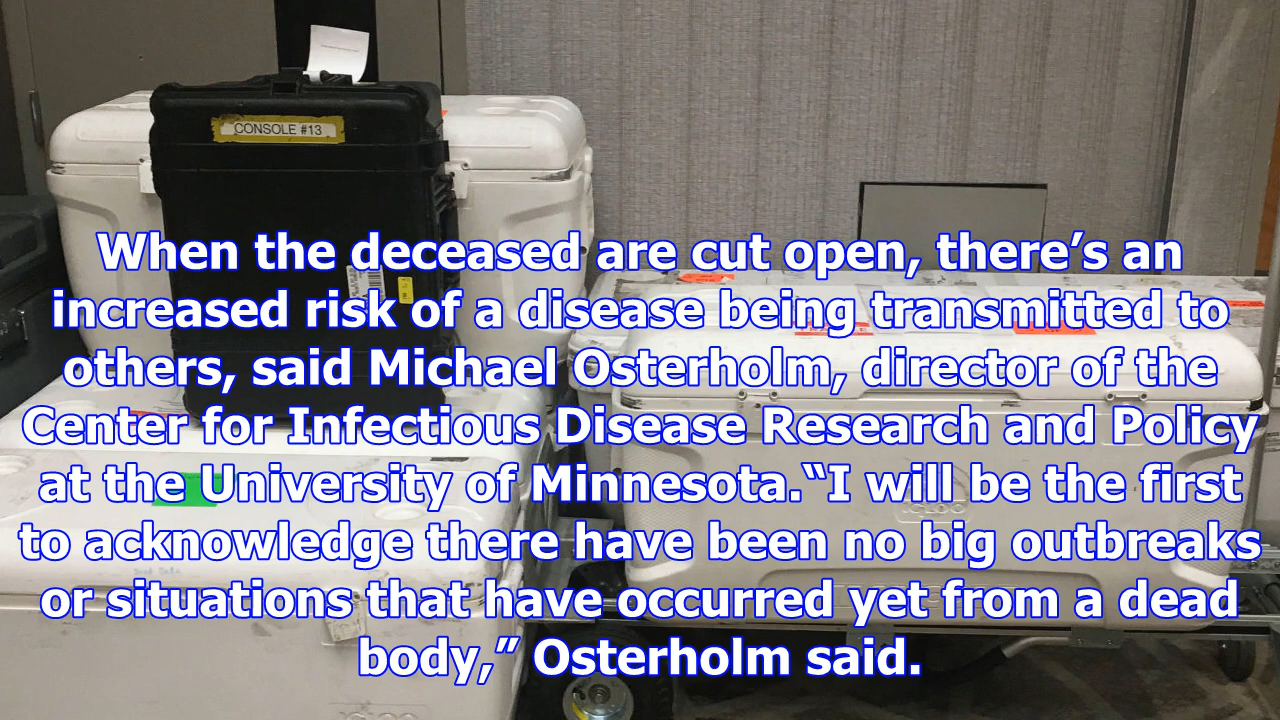 CONSOLE #13
When the deceased are cut open, there’s an
increased risk of a disease being transmitted to
others, said Michael Osterholm, director of the
Center for Infectious Disease Research and Policy
at the University of Minnesota.“I will be the first
to acknowledge there have been no big outbreaks
or situations that have occurred yet from a dead
body,” Osterholm said.
IGLOO